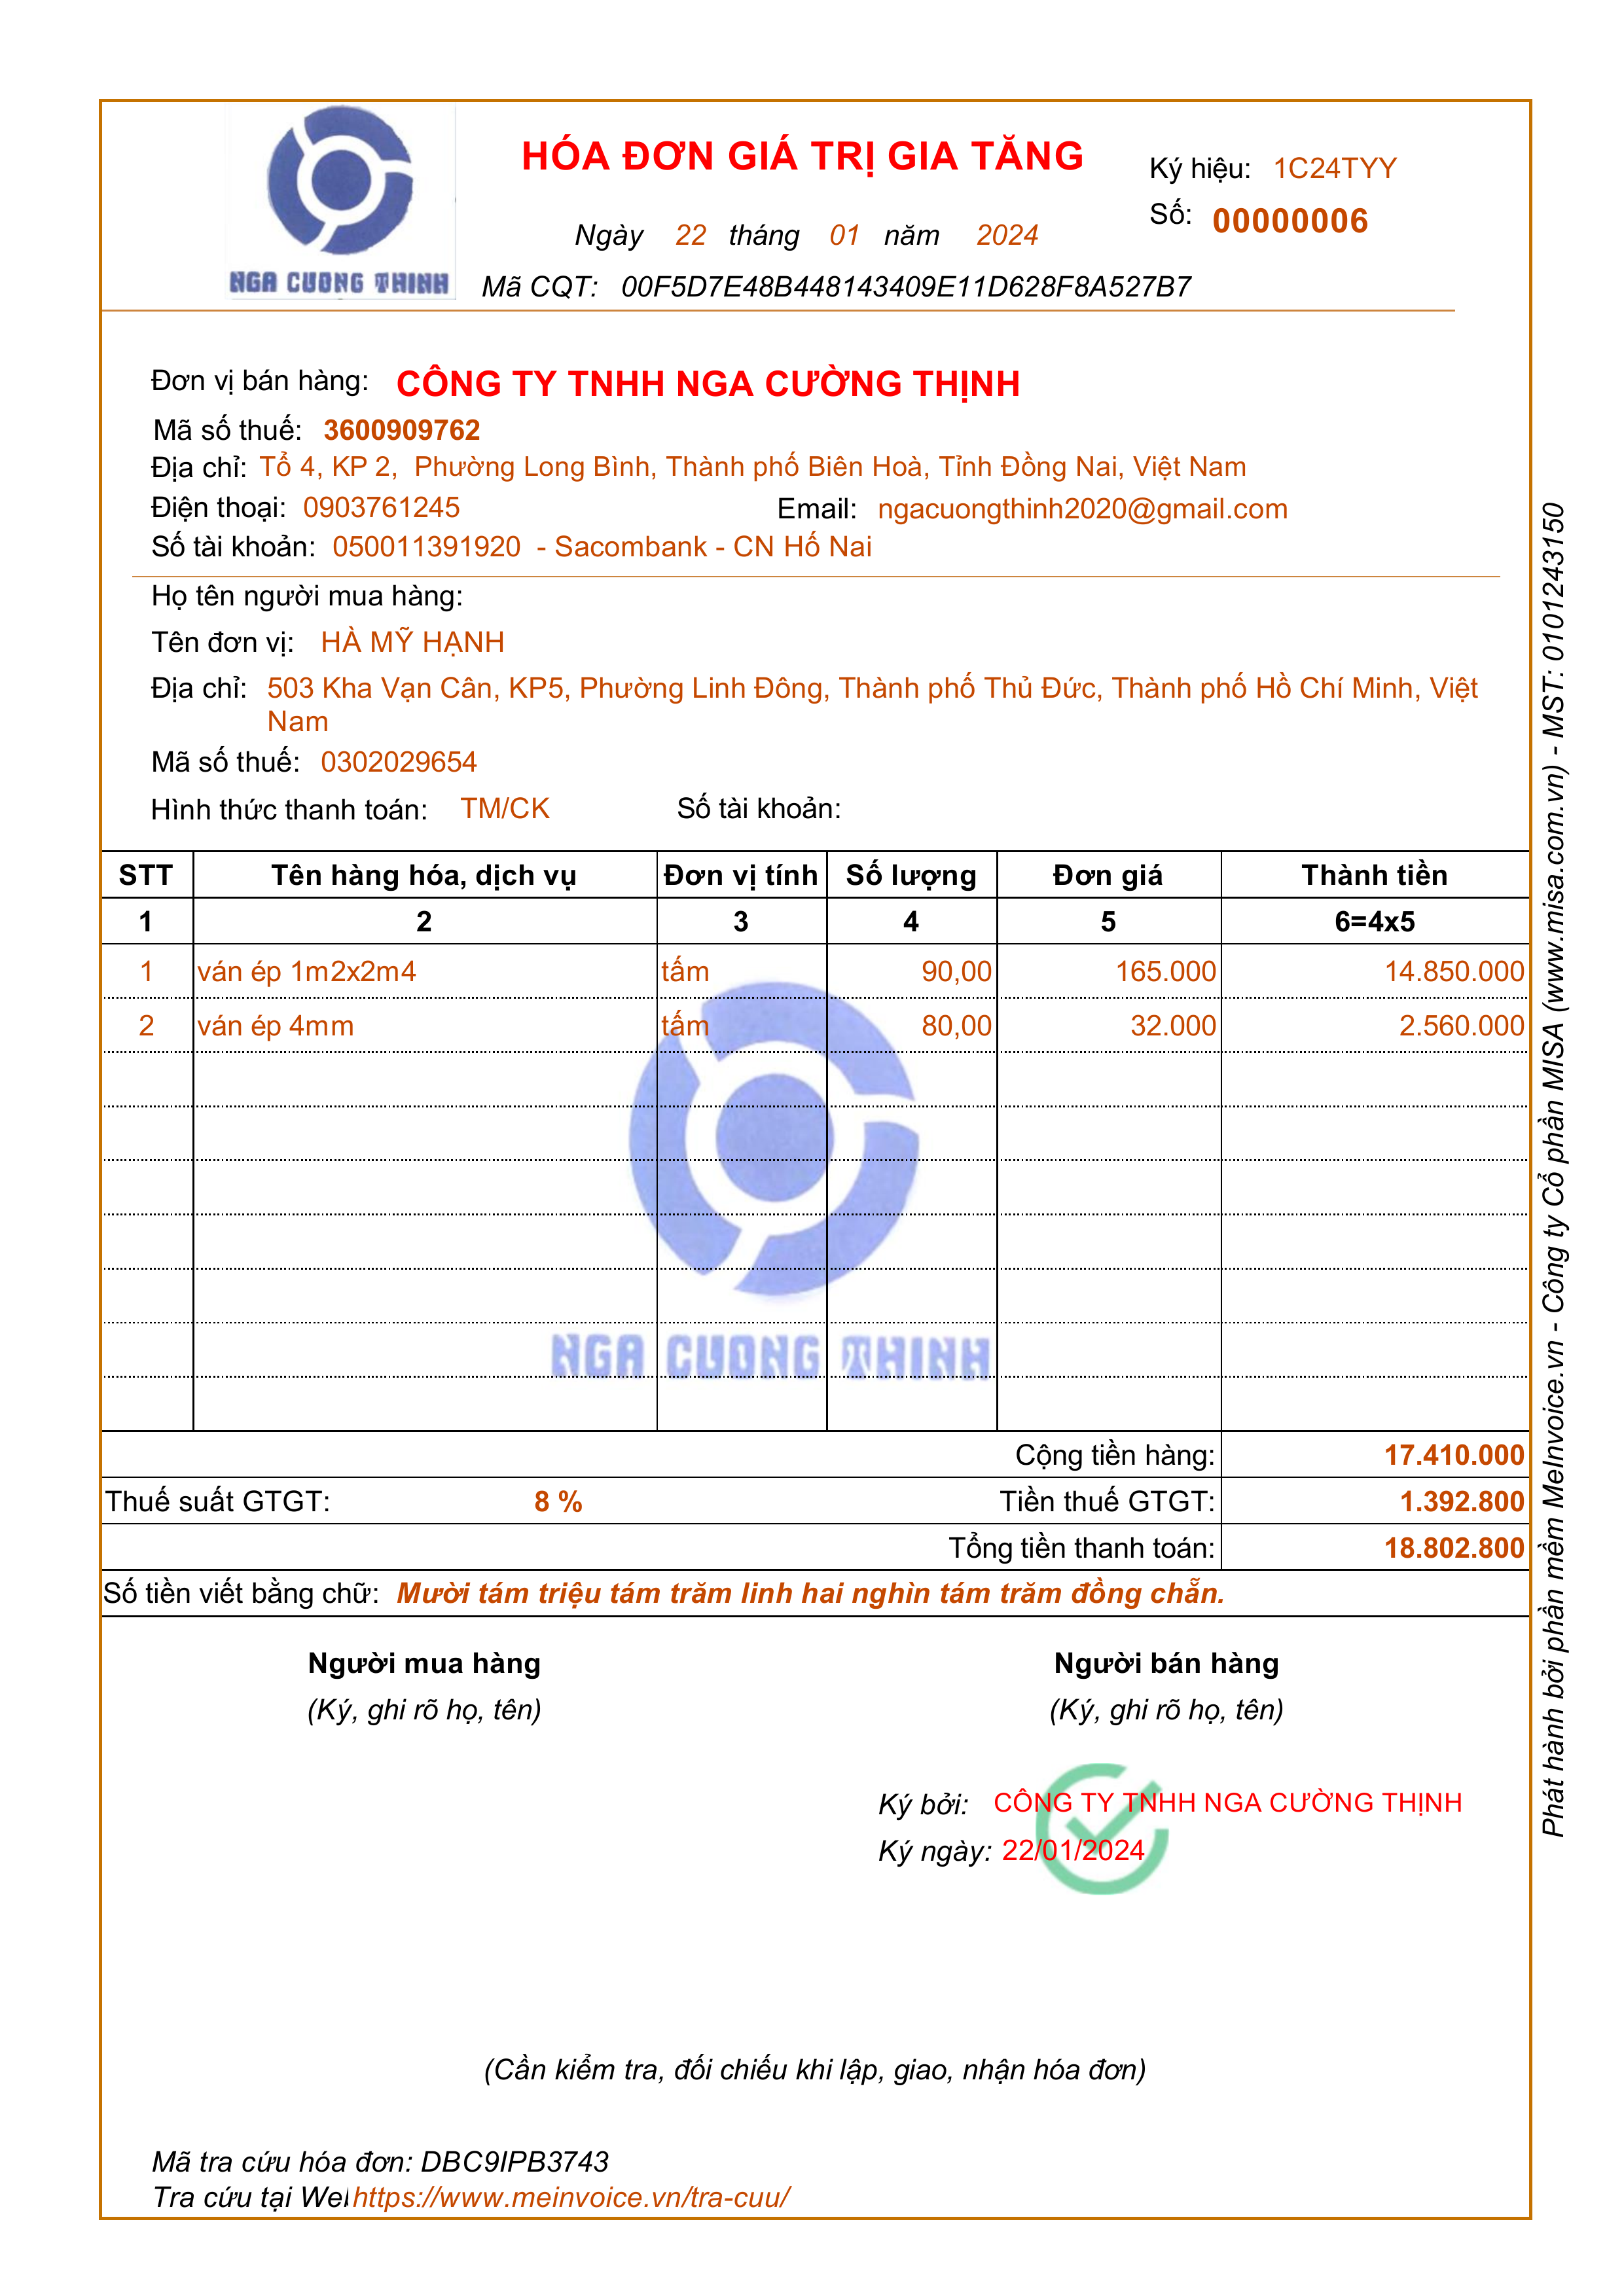 NGA CUONG THINH
HÓA ĐƠN GIÁ TRỊ GIA TĂNG
Ký hiệu: 1C24TYY
Số: 00000006
Ngày 22 tháng 01 năm 2024
Mã CQT: 00F5D7E48B448143409E11D628F8A527B7
Đơn vị bán hàng: CÔNG TY TNHH NGA CƯỜNG THỊNH
Mã số thuế: 3600909762
Địa chỉ: Tổ 4, KP 2, Phường Long Bình, Thành phố Biên Hoà, Tỉnh Đồng Nai, Việt Nam
Điện thoại: 0903761245 Email: ngacuongthinh2020@gmail.com
Số tài khoản: 050011391920 - Sacombank - CN Hố Nai
Họ tên người mua hàng:
Tên đơn vị: HÀ MỸ HẠNH
Địa chỉ: 503 Kha Vạn Cân, KP5, Phường Linh Đông, Thành phố Thủ Đức, Thành phố Hồ Chí Minh, Việt
Nam
Mã số thuế: 0302029654
Hình thức thanh toán: TM/CK Số tài khoản:
STT Tên hàng hóa, dịch vụ Đơn vị tính Số lượng Đơn giá Thành tiền
1 2 3 4 5 6=4x5
1 ván ép 1m2x2m4 tấm 90,00 165.000 14.850.000
2 ván ép 4mm tấm 80,00 32.000 2.560.000
NGA CUONG THINH
Cộng tiền hàng: 17.410.000
Thuế suất GTGT: 8 % Tiền thuế GTGT: 1.392.800
Tổng tiền thanh toán: 18.802.800
Số tiền viết bằng chữ: Mười tám triệu tám trăm linh hai nghìn tám trăm đồng chẵn.
Người mua hàng Người bán hàng
(Ký, ghi rõ họ, tên) (Ký, ghi rõ họ, tên)
Ký bởi: CÔNG TY TNHH NGA CƯỜNG THỊNH
Ký ngày: 22/01/2024
(Cần kiểm tra, đối chiếu khi lập, giao, nhận hóa đơn)
Mã tra cứu hóa đơn: DBC9IPB3743
Tra cứu tại We https://www.meinvoice.vn/tra-cuu/
Phát hành bởi phần mềm MeInvoice.vn - Công ty Cổ phần MISA (www.misa.com.vn) - MST: 0101243150